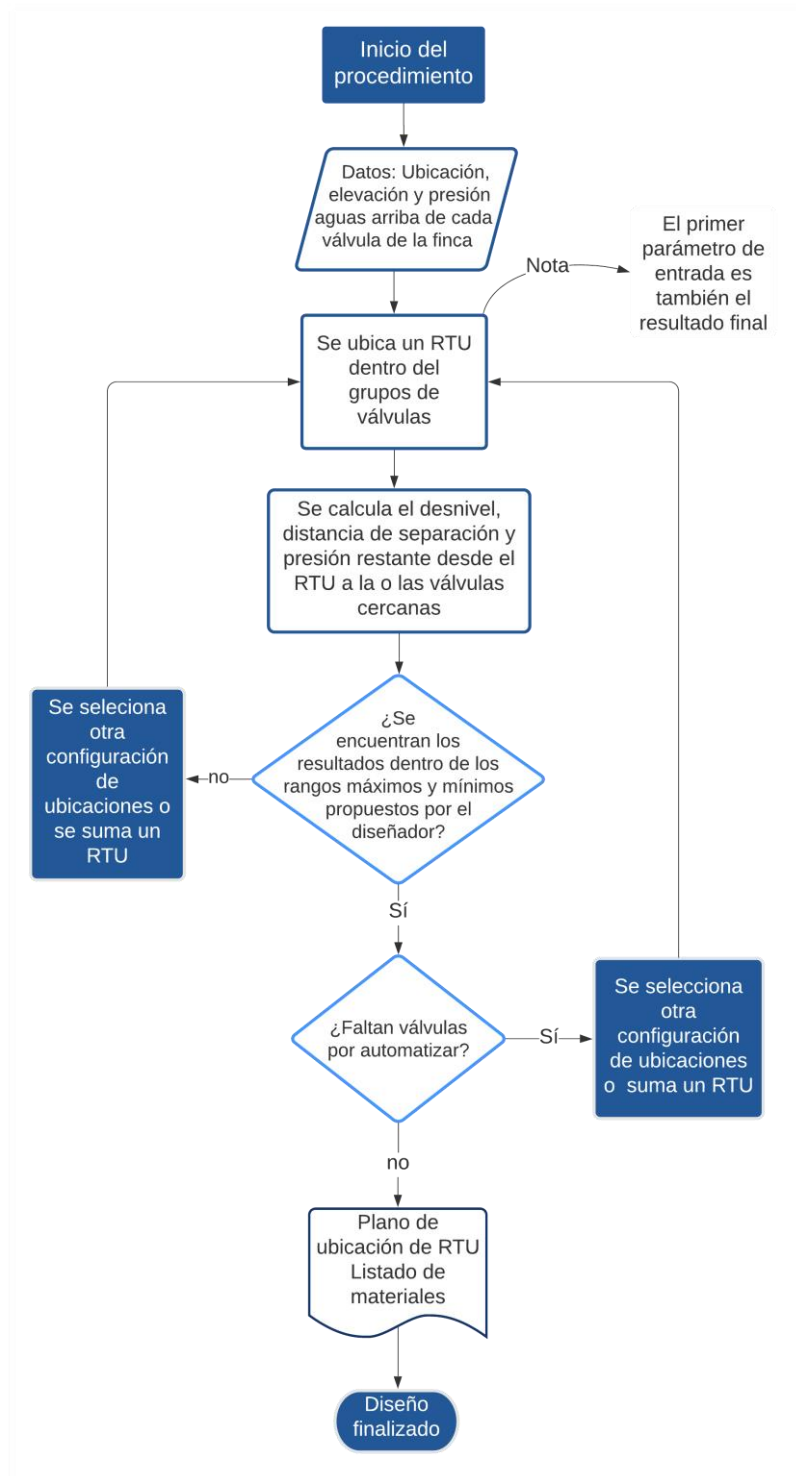 Inicio del
procedimiento
Datos: Ubicación,
elevación y presión
aguas arriba de cada
válvula de la finca
El primer
parámetro de
entrada es
también el
resultado final
Nota
Se ubica un RTU
dentro del
grupos de
válvulas
Se calcula el desnivel,
distancia de separación y
presión restante desde el
RTU a la o las válvulas
cercanas
Se seleciona
otra
configuración
de
ubicaciones o
se suma un
RTU
no
¿Se
encuentran los
resultados dentro de los
rangos máximos y mínimos
propuestos por el
diseñador?
Sí
¿Faltan válvulas
por automatizar?
Sí
Se selecciona
otra
configuración
de ubicaciones
o suma un RTU
no
Plano de
ubicación de RTU
Listado de
materiales
Diseño
finalizado